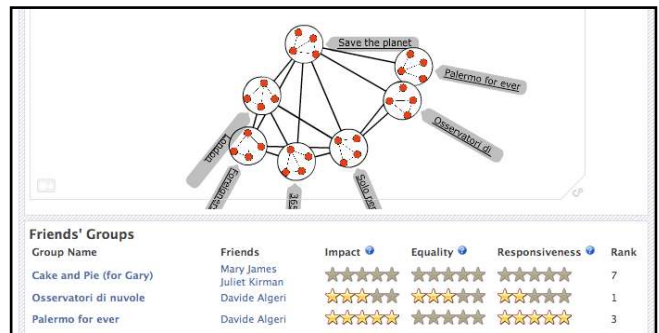 Save the planet
Palermo for ever
Osservatori di
London
Solo per
Friends' Groups
Group Name Friends Impact Equality Responsiveness Rank
Cake and Pie (for Gary) Mary James 7
Juliet Kirman
Osservatori di nuvole Davide Algeri 1
Palermo for ever Davide Algeri 3